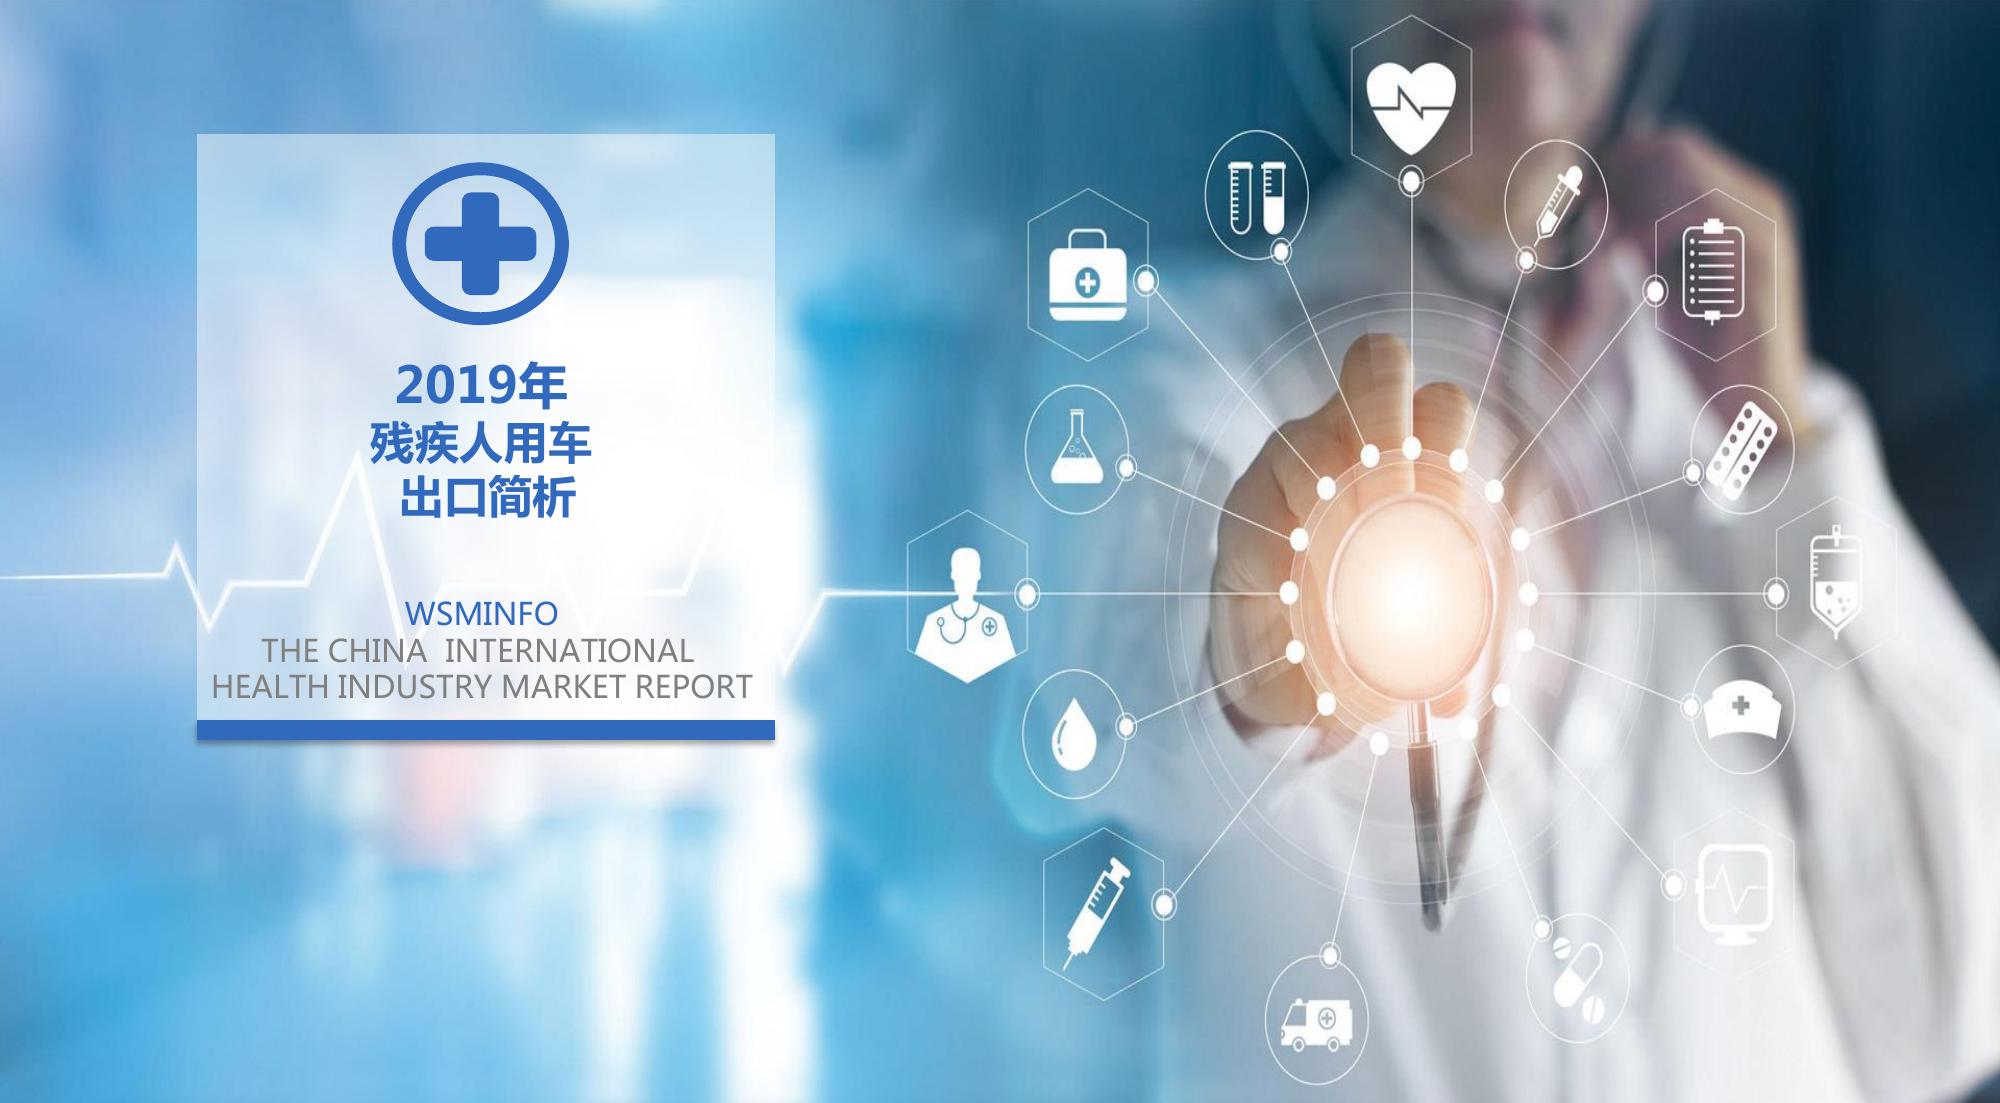 2019年
残疾人用车
出口简析
WSMINFO
THE CHINA  INTERNATIONAL
HEALTH INDUSTRY MARKET REPORT